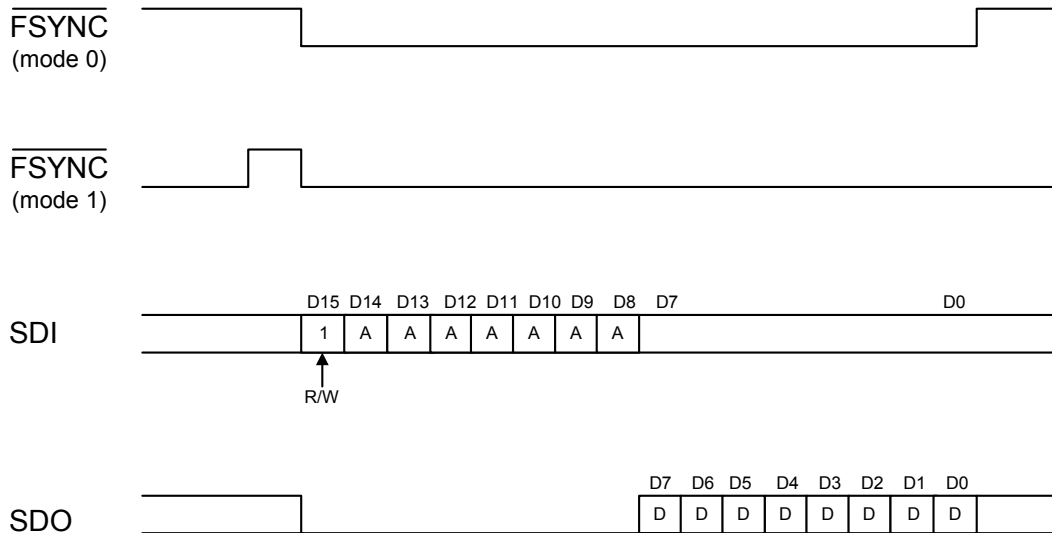 FSYNC
(mode 0)
FSYNC
(mode 1)
D15 D14 D13 D12 D11 D10 D9 D8 D7 D0
SDI 1 A A A A A A A
R/W
D7 D6 D5 D4 D3 D2 D1 D0
SDO D D D D D D D D